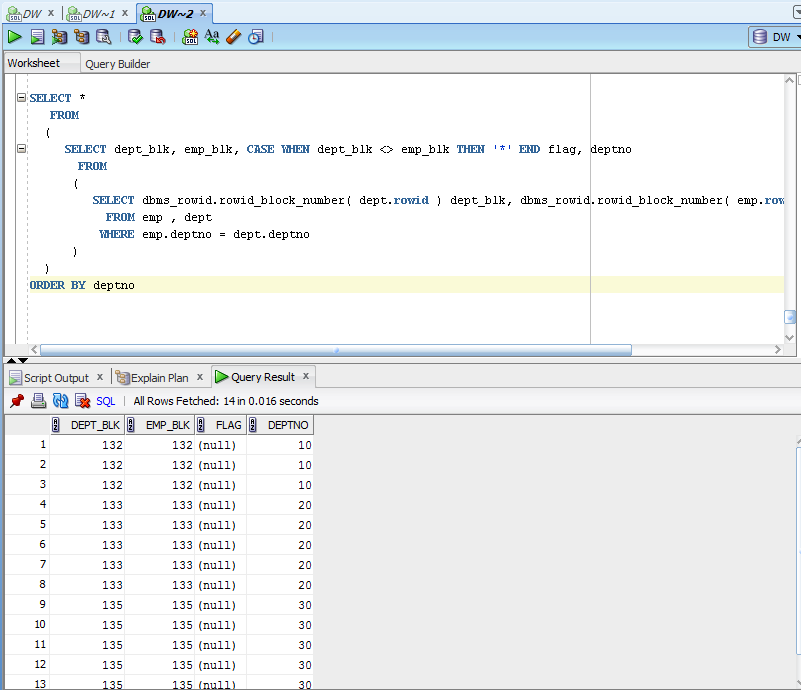 DW x DW~1 x DW~2 x
DW
Worksheet Query Builder
SELECT *
FROM
(
SELECT dept_blk, emp_blk, CASE WHEN dept_blk <> emp_blk THEN '*' END flag, deptno
FROM
(
SELECT dbms_rowid.rowid_block_number( dept.rowid ) dept_blk, dbms_rowid.rowid_block_number( emp.row
FROM emp , dept
WHERE emp.deptno = dept.deptno
)
)
ORDER BY deptno
Script Output x Explain Plan x Query Result x
SQL All Rows Fetched: 14 in 0.016 seconds
DEPT_BLK EMP_BLK FLAG DEPTNO
1 132 132 (null) 10
2 132 132 (null) 10
3 132 132 (null) 10
4 133 133 (null) 20
5 133 133 (null) 20
6 133 133 (null) 20
7 133 133 (null) 20
8 133 133 (null) 20
9 135 135 (null) 30
10 135 135 (null) 30
11 135 135 (null) 30
12 135 135 (null) 30
13 135 135 (null) 30